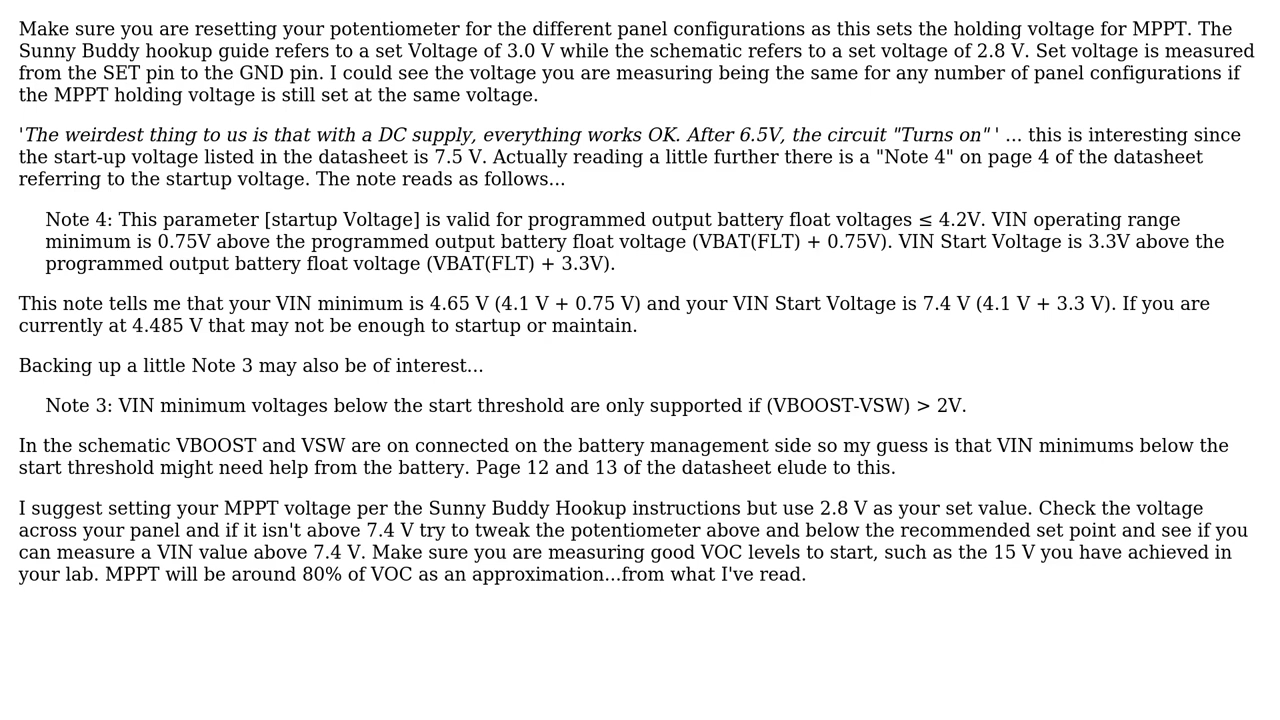 Make sure you are resetting your potentiometer for the different panel configurations as this sets the holding voltage for MPPT. The
Sunny Buddy hookup guide refers to a set Voltage of 3.0 V while the schematic refers to a set voltage of 2.8 V. Set voltage is measured
from the SET pin to the GND pin. I could see the voltage you are measuring being the same for any number of panel configurations if
the MPPT holding voltage is still set at the same voltage.
'The weirdest thing to us is that with a DC supply, everything works OK. After 6.5V, the circuit "Turns on" ' ... this is interesting since
the start-up voltage listed in the datasheet is 7.5 V. Actually reading a little further there is a "Note 4" on page 4 of the datasheet
referring to the startup voltage. The note reads as follows...
Note 4: This parameter [startup Voltage] is valid for programmed output battery float voltages ≤ 4.2V. VIN operating range
minimum is 0.75V above the programmed output battery float voltage (VBAT(FLT) + 0.75V). VIN Start Voltage is 3.3V above the
programmed output battery float voltage (VBAT(FLT) + 3.3V).
This note tells me that your VIN minimum is 4.65 V (4.1 V + 0.75 V) and your VIN Start Voltage is 7.4 V (4.1 V + 3.3 V). If you are
currently at 4.485 V that may not be enough to startup or maintain.
Backing up a little Note 3 may also be of interest...
Note 3: VIN minimum voltages below the start threshold are only supported if (VBOOST-VSW) > 2V.
In the schematic VBOOST and VSW are on connected on the battery management side so my guess is that VIN minimums below the
start threshold might need help from the battery. Page 12 and 13 of the datasheet elude to this.
I suggest setting your MPPT voltage per the Sunny Buddy Hookup instructions but use 2.8 V as your set value. Check the voltage
across your panel and if it isn't above 7.4 V try to tweak the potentiometer above and below the recommended set point and see if you
can measure a VIN value above 7.4 V. Make sure you are measuring good VOC levels to start, such as the 15 V you have achieved in
your lab. MPPT will be around 80% of VOC as an approximation...from what I've read.